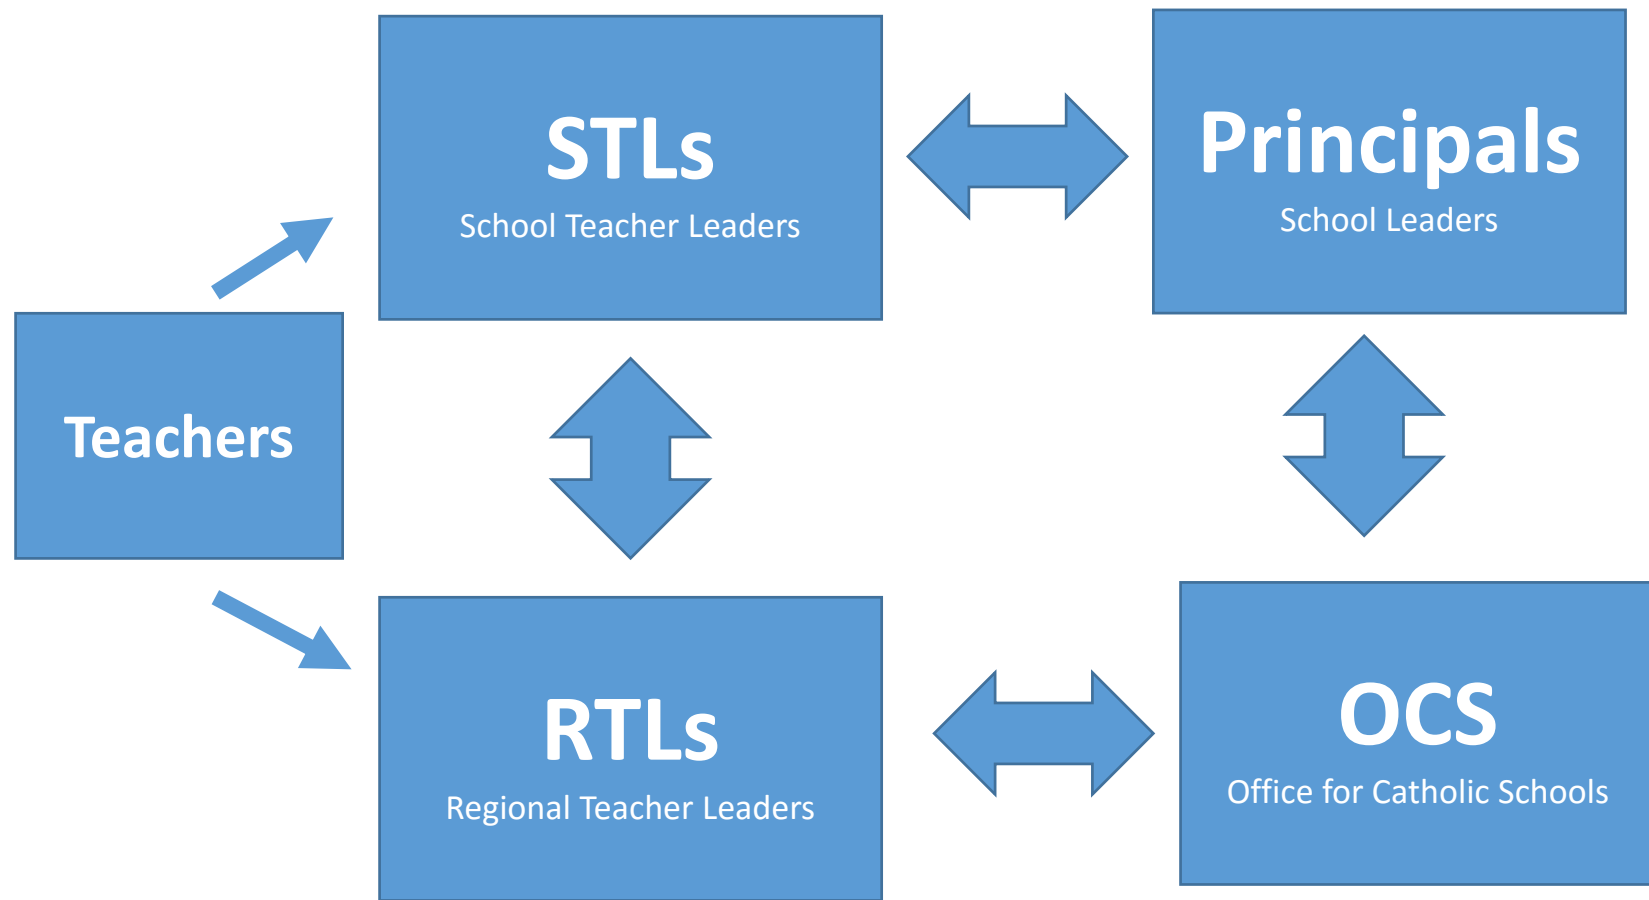 STLs
School Teacher Leaders
Principals
School Leaders
Teachers
RTLs
Regional Teacher Leaders
OCS
Office for Catholic Schools